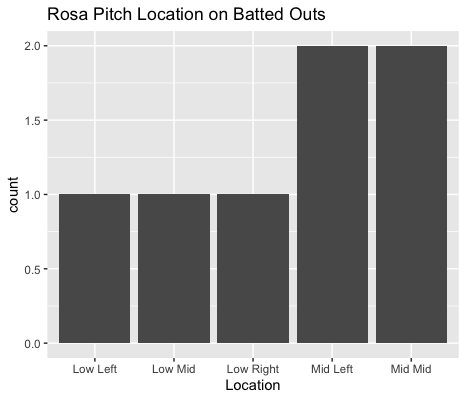 Rosa Pitch Location on Batted Outs
2.0
1.5
1.0
0.5
0.0
count
Low Left Low Mid Low Right Mid Left Mid Mid
Location